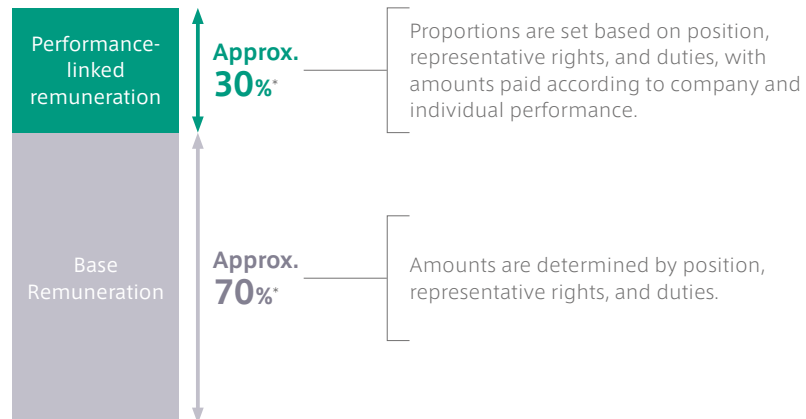 Performance-
linked
remuneration
Approx.
30%*
Proportions are set based on position,
representative rights, and duties, with
amounts paid according to company and
individual performance.
Base
Remuneration
Approx.
70%*
Amounts are determined by position,
representative rights, and duties.